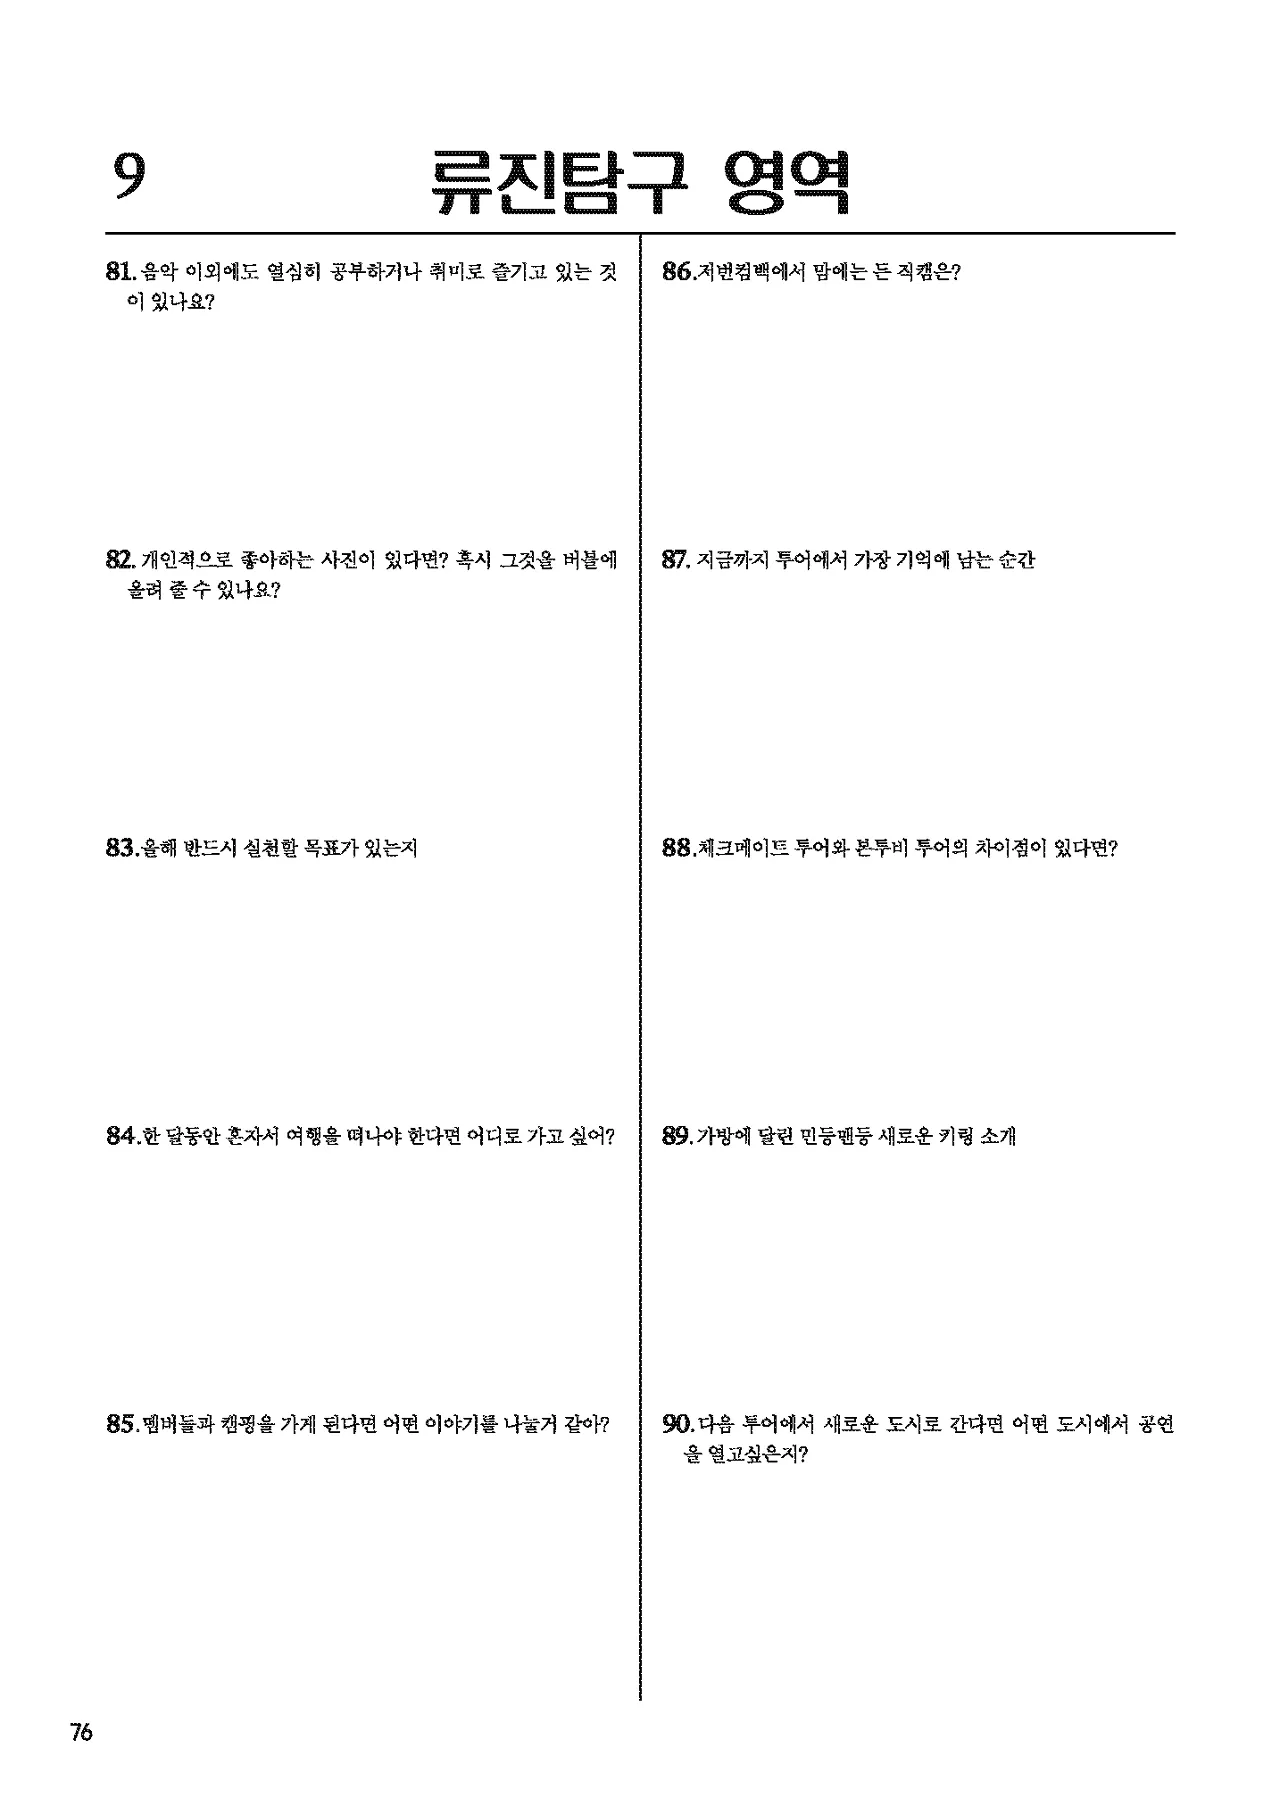 9
류진탐구 영역
81. 음악 이외에도 열심히 공부하거나 취미로 즐기고 있는 것
이 있나요?
82. 개인적으로 좋아하는 사진이 있다면? 혹시 그것을 버블에
올려 줄 수 있나요?
83.올해 반드시 실천할 목표가 있는지
84.한 달동안 혼자서 여행을 떠나야 한다면 어디로 가고 싶어?
85.멤버들과 캠핑을 가게 된다면 어떤 이야기를 나눌거 같아?
86.저번컴백에서 맘에는 든 직캠은?
87. 지금까지 투어에서 가장 기억에 남는 순간
88.체크메이트 투어와 본투비 투어의 차이점이 있다면?
89.가방에 달린 민둥맨둥 새로운 키링 소개
90.다음 투어에서 새로운 도시로 간다면 어떤 도시에서 공연
을 열고싶은지?
76